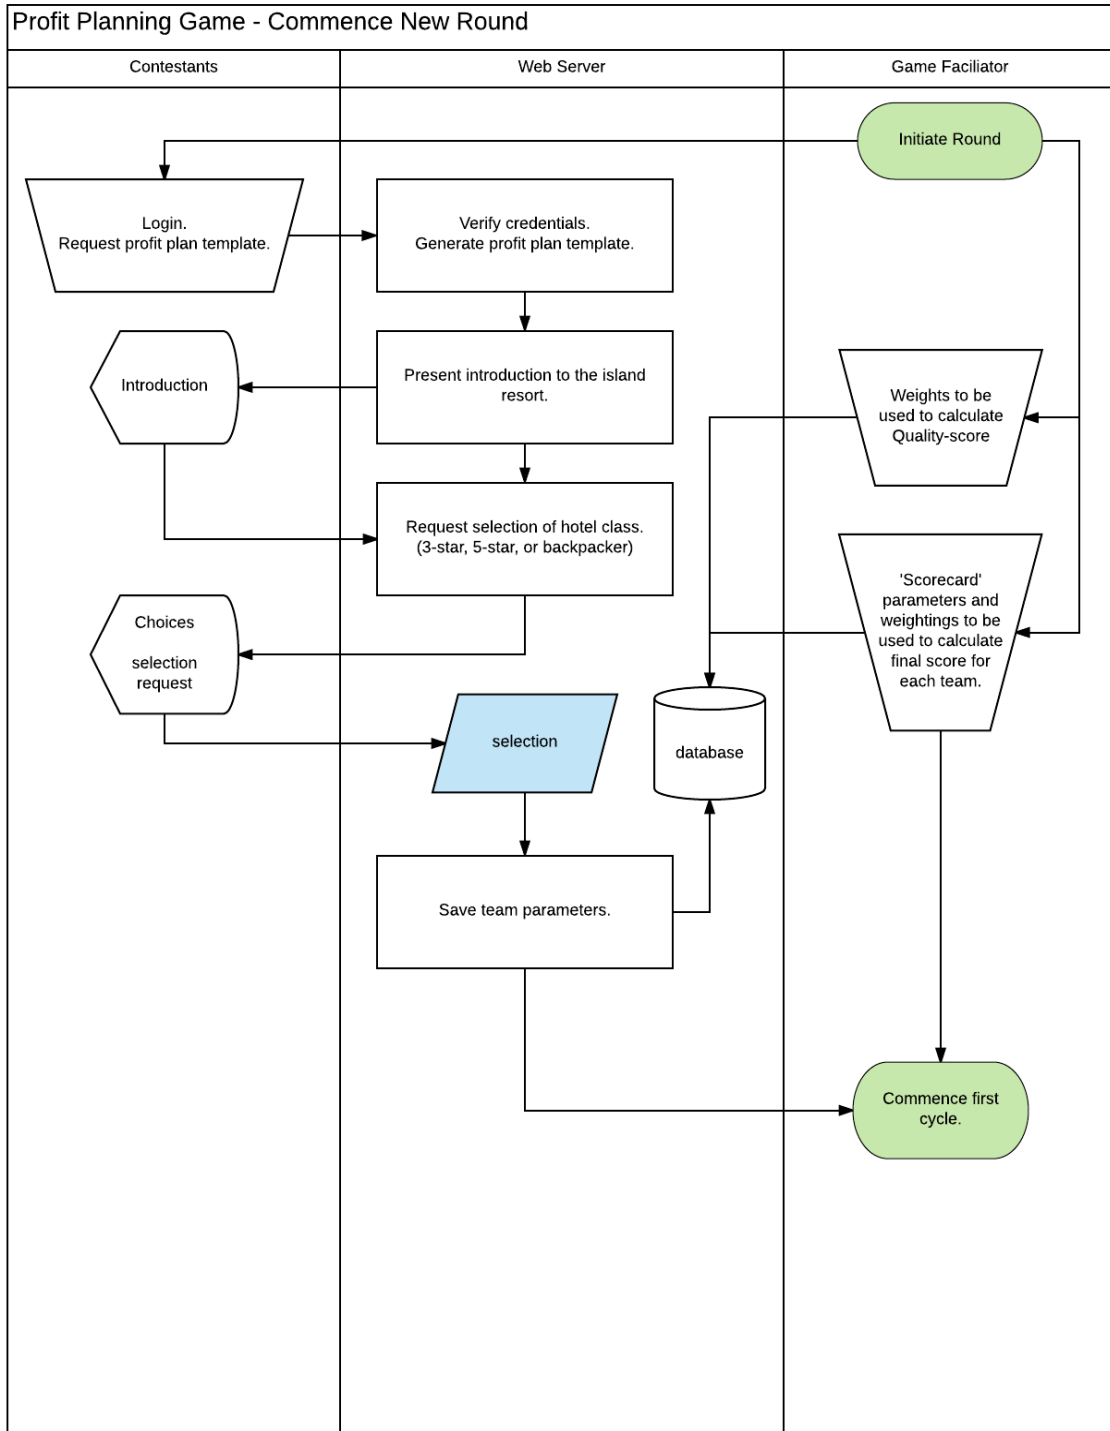 Profit Planning Game - Commence New Round
Contestants
Web Server
Game Faciliator
Initiate Round
Login.
Request profit plan template.
Verify credentials.
Generate profit plan template.
Introduction
Present introduction to the island
resort.
Weights to be
used to calculate
Quality-score
Request selection of hotel class.
(3-star, 5-star, or backpacker)
'Scorecard'
parameters and
weightings to be
used to calculate
final score for
each team.
Choices
selection
request
selection
database
Save team parameters.
Commence first
cycle.